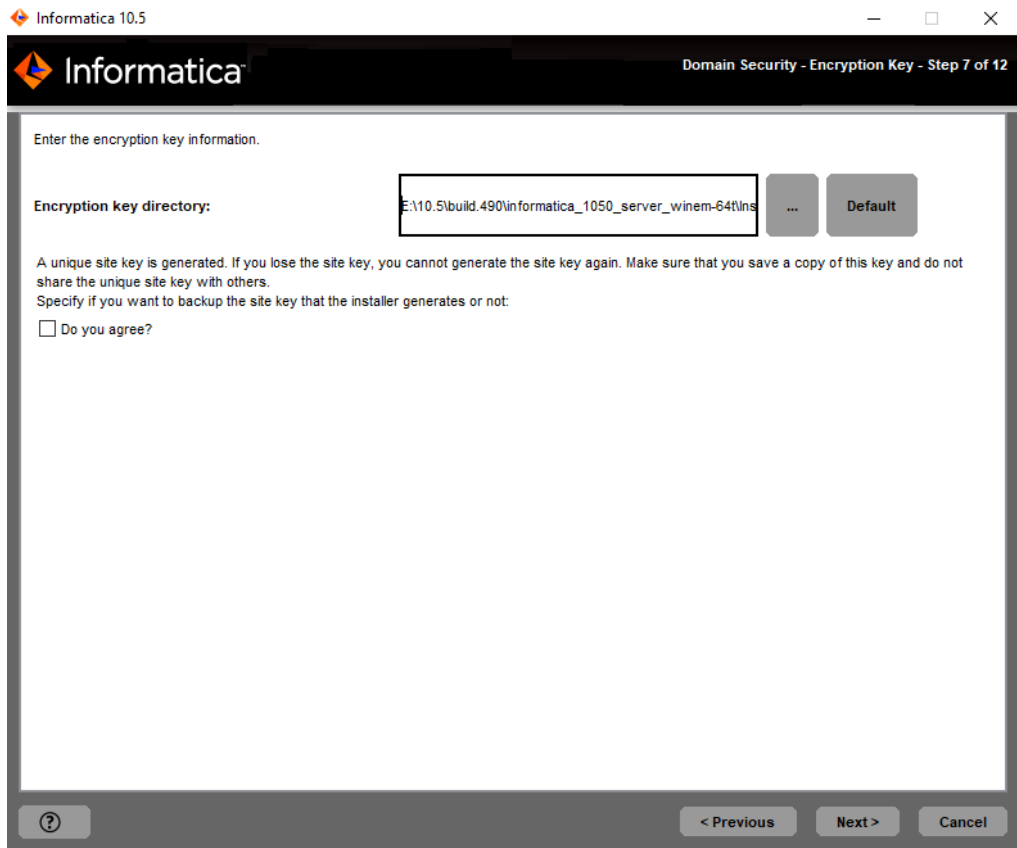 Informatica 10.5
Informatica
Domain Security - Encryption Key - Step 7 of 12
Enter the encryption key information.
Encryption key directory:
E:\10.5\build.490\informatica_1050_server_winem-64t\Ins
...
Default
A unique site key is generated. If you lose the site key, you cannot generate the site key again. Make sure that you save a copy of this key and do not
share the unique site key with others.
Specify if you want to backup the site key that the installer generates or not:
Do you agree?
?
< Previous
Next >
Cancel